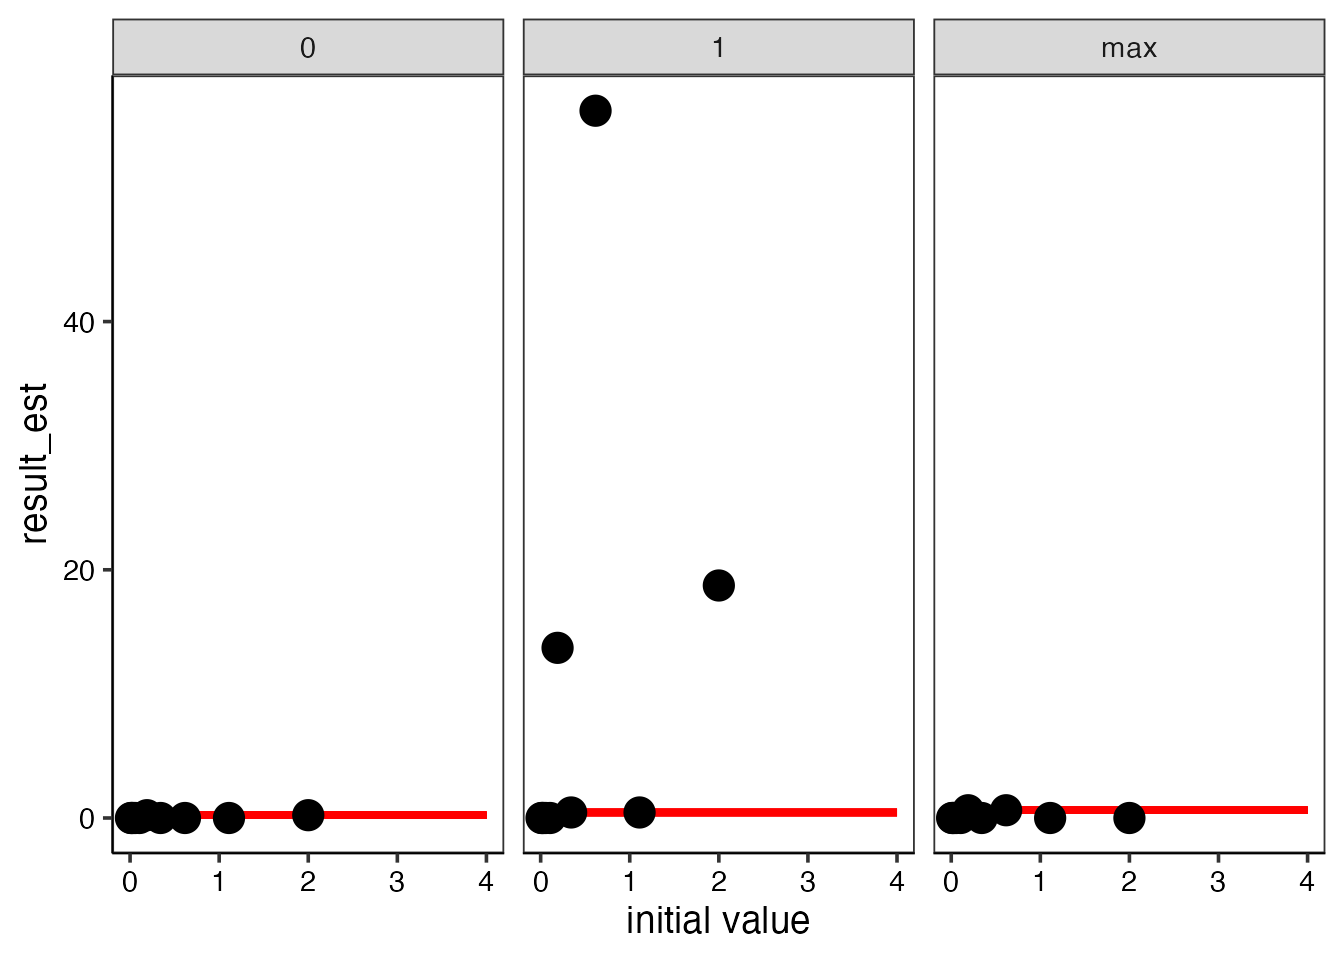 0 1 max
result_est
40
20
0
0 1 2 3 4 0 1 2 3 4 0 1 2 3 4
initial value